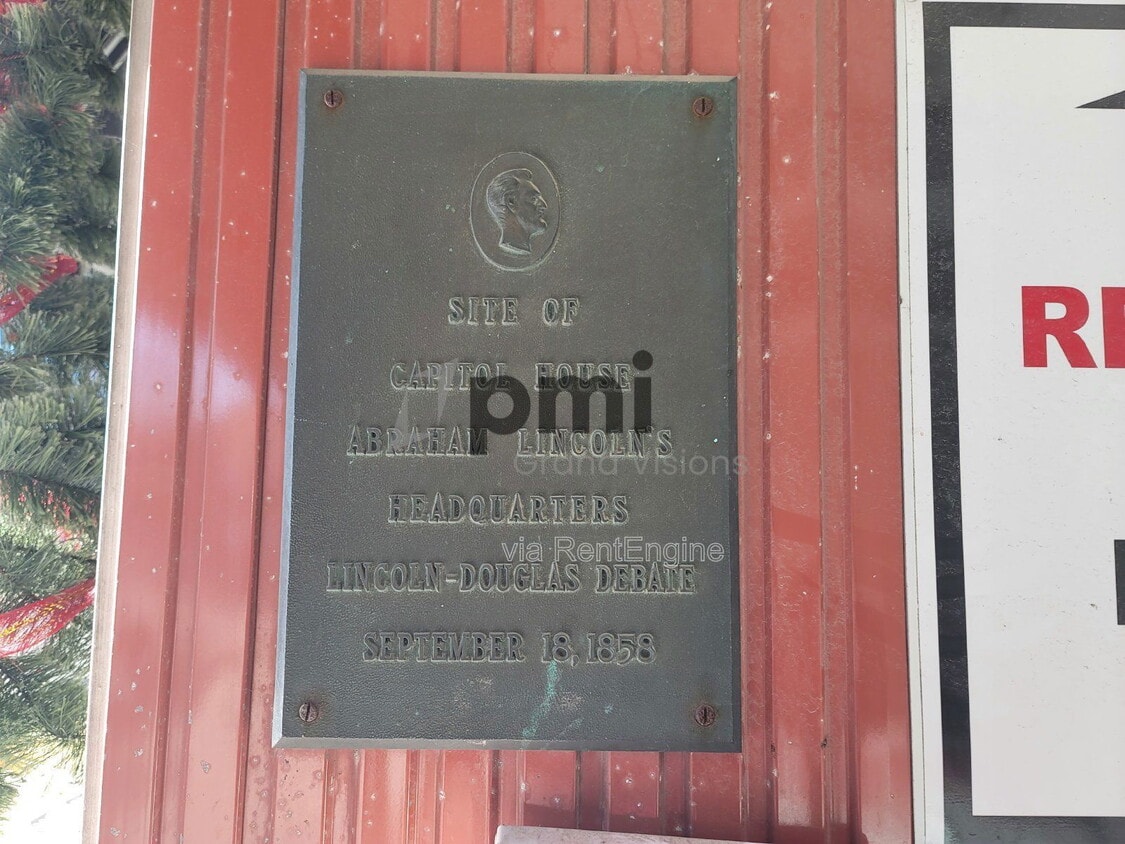 SITE OF
CAPITOL HOUSE
pmi
ABRAHAM LINCOLN'S
Grand Visions
HEADQUARTERS
via RentEngine
LINCOLN-DOUGLAS DEBATE
SEPTEMBER 18, 1858